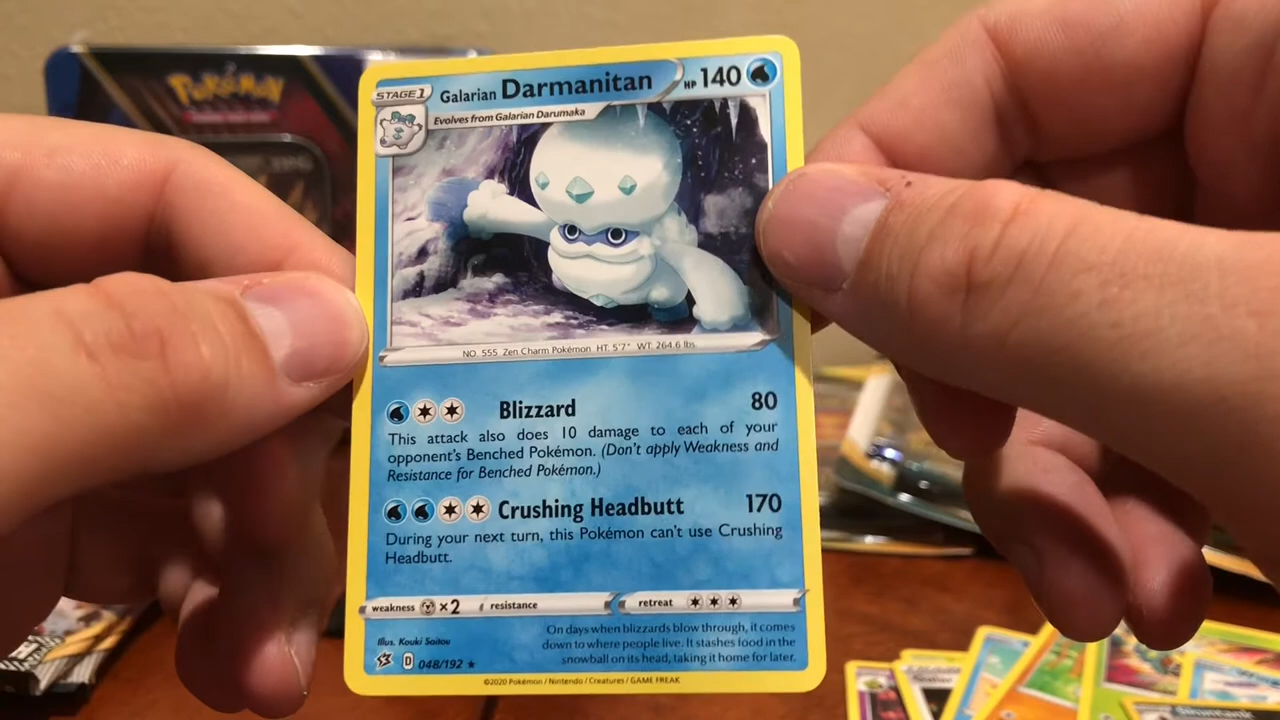 Pokémon
STAGE 1
Galarian Darmanitan
HP 140
Evolves from Galarian Darumaka
NO. 555 Zen Charm Pokémon HT: 5'7" WT: 264.6 lbs.
Blizzard 80
This attack also does 10 damage to each of your
opponent's Benched Pokémon. (Don't apply Weakness and
Resistance for Benched Pokémon.)
Crushing Headbutt 170
During your next turn, this Pokémon can't use Crushing
Headbutt.
weakness ×2 resistance retreat
Illus. Kouki Saitou
On days when blizzards blow through, it comes
down to where people live. It stashes food in the
snowball on its head, taking it home for later.
D 048/192 ★
©2020 Pokémon / Nintendo / Creatures / GAME FREAK